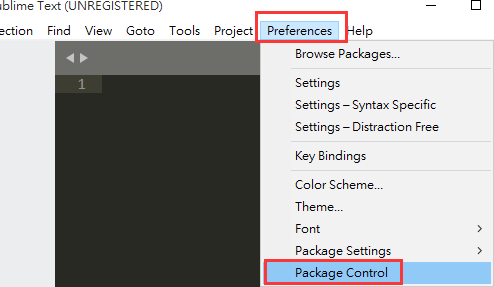 ublime Text (UNREGISTERED)
ection Find View Goto Tools Project Preferences Help
1
Browse Packages...
Settings
Settings – Syntax Specific
Settings – Distraction Free
Key Bindings
Color Scheme...
Theme...
Font
Package Settings
Package Control